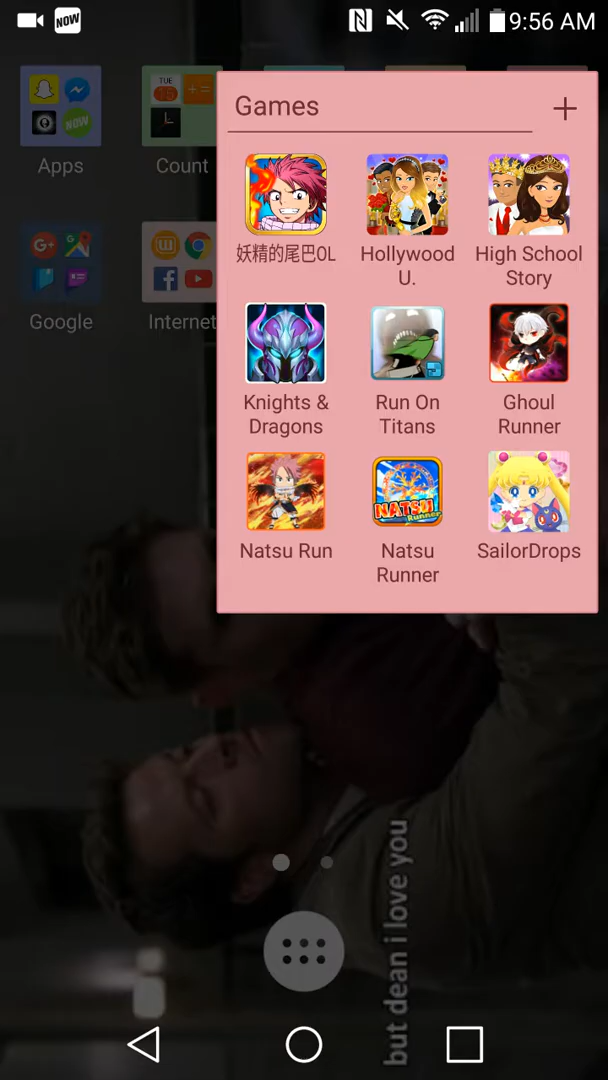 NOW
9:56 AM
Games
TUE
NOW
Apps
Count
妖精的尾巴OL
Hollywood
U.
High School
Story
Google
Internet
Knights &
Dragons
Run On
Titans
Ghoul
Runner
NATSU
Runner
Natsu Run
Natsu
Runner
SailorDrops
but dean i love you